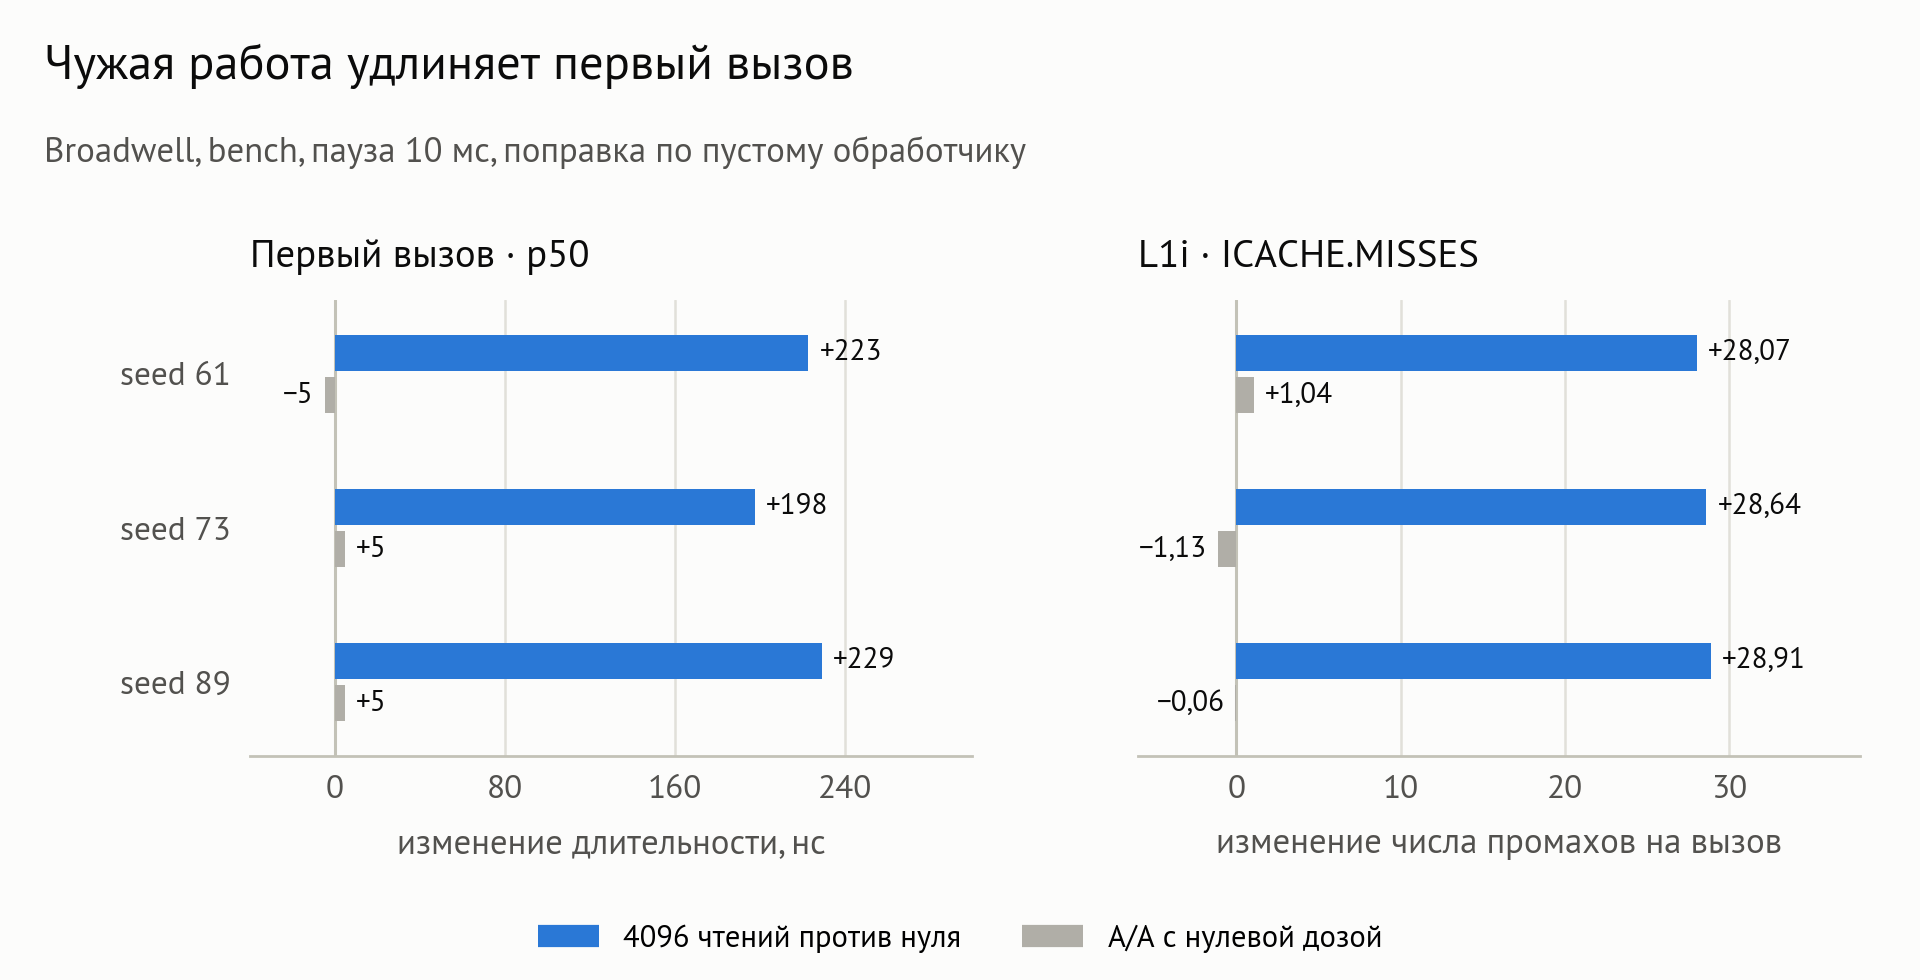 Чужая работа удлиняет первый вызов
Broadwell, bench, пауза 10 мс, поправка по пустому обработчику
Первый вызов · p50
seed 61
+223
−5
seed 73
+198
+5
seed 89
+229
+5
0 80 160 240
изменение длительности, нс
L1i · ICACHE.MISSES
+28,07
+1,04
+28,64
−1,13
+28,91
−0,06
0 10 20 30
изменение числа промахов на вызов
4096 чтений против нуля
A/A с нулевой дозой